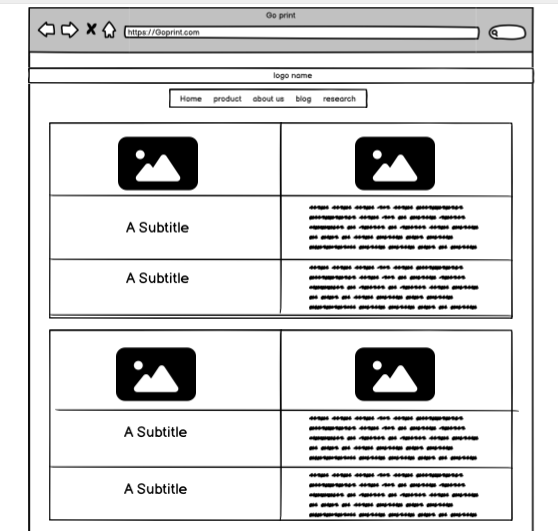 Go print
https://Goprint.com
logo name
Home product about us blog research
A Subtitle
A Subtitle
A Subtitle
A Subtitle